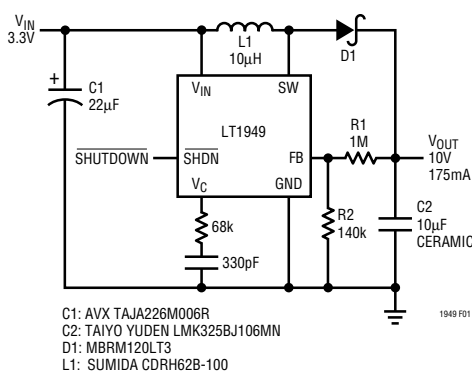 VIN
3.3V
L1
10µH
D1
+
C1
22µF
VIN
SW
LT1949
R1
1M
VOUT
10V
175mA
SHUTDOWN
SHDN
FB
VC
GND
68k
330pF
R2
140k
C2
10µF
CERAMIC
1949 F01
C1: AVX TAJA226M006R
C2: TAIYO YUDEN LMK325BJ106MN
D1: MBRM120LT3
L1: SUMIDA CDRH62B-100